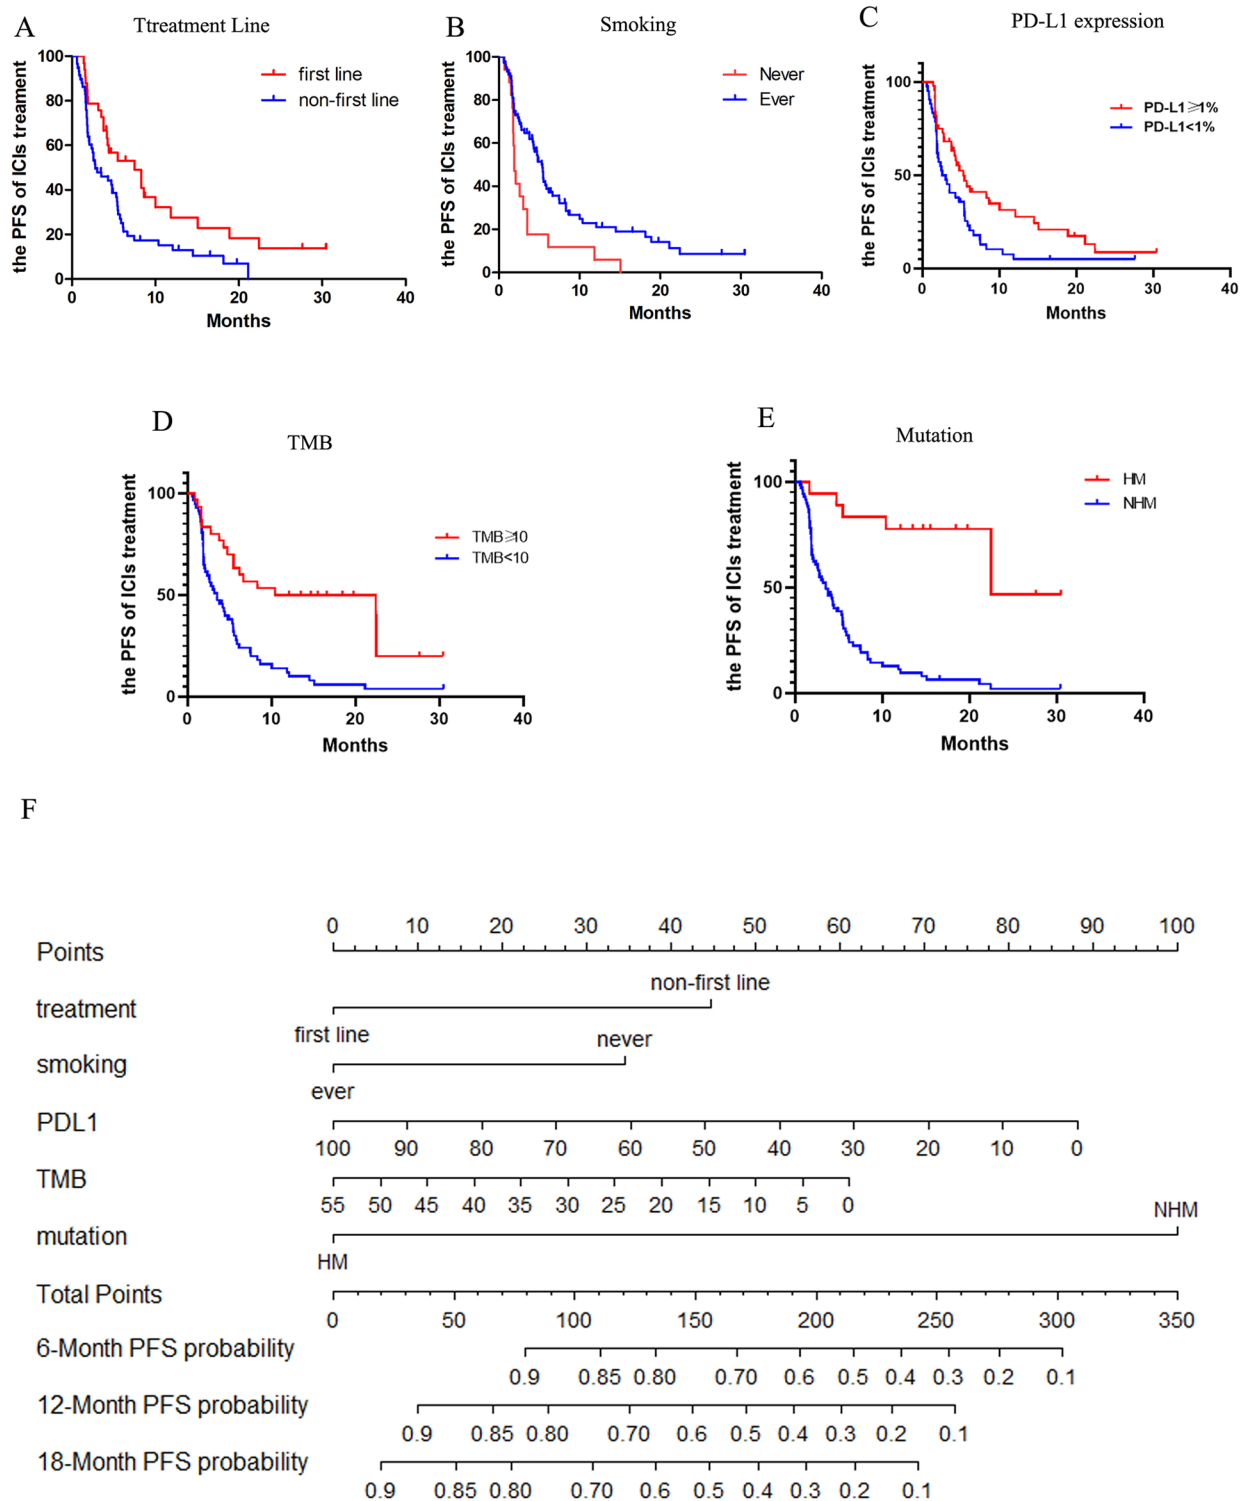 A
Ttreatment Line
the PFS of ICIs treament
100
80
60
40
20
0
first line
non-first line
0 10 20 30 40
Months
B
Smoking
the PFS of ICIs treament
100
80
60
40
20
0
Never
Ever
0 10 20 30 40
Months
C
PD-L1 expression
the PFS of ICIs treatment
100
50
0
PD-L1⩾1%
PD-L1<1%
0 10 20 30 40
Months
D
TMB
the PFS of ICIs treatment
100
50
0
TMB⩾10
TMB<10
0 10 20 30 40
Months
E
Mutation
the PFS of ICIs treatment
100
50
0
HM
NHM
0 10 20 30 40
Months
F
0 10 20 30 40 50 60 70 80 90 100
Points
non-first line
treatment
first line
never
smoking
ever
PDL1
100 90 80 70 60 50 40 30 20 10 0
TMB
55 50 45 40 35 30 25 20 15 10 5 0
NHM
mutation
HM
Total Points
0 50 100 150 200 250 300 350
6-Month PFS probability
0.9 0.85 0.80 0.70 0.6 0.5 0.4 0.3 0.2 0.1
12-Month PFS probability
0.9 0.85 0.80 0.70 0.6 0.5 0.4 0.3 0.2 0.1
18-Month PFS probability
0.9 0.85 0.80 0.70 0.6 0.5 0.4 0.3 0.2 0.1